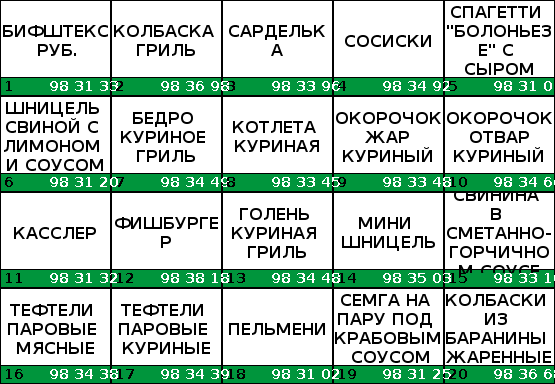 БИФШТЕКС
РУБ.
1 98 31 33
КОЛБАСКА
ГРИЛЬ
2 98 36 98
САРДЕЛЬК
А
3 98 33 96
СОСИСКИ
4 98 34 92
СПАГЕТТИ
"БОЛОНЬЕЗ
Е" С
СЫРОМ
5 98 31 0
ШНИЦЕЛЬ
СВИНОЙ С
ЛИМОНОМ
И СОУСОМ
6 98 31 20
БЕДРО
КУРИНОЕ
ГРИЛЬ
7 98 34 49
КОТЛЕТА
КУРИНАЯ
8 98 33 45
ОКОРОЧОК
ЖАР
КУРИНЫЙ
9 98 33 48
ОКОРОЧОК
ОТВАР
КУРИНЫЙ
10 98 34 6
КАССЛЕР
11 98 31 32
ФИШБУРГЕ
Р
12 98 38 18
ГОЛЕНЬ
КУРИНАЯ
ГРИЛЬ
13 98 34 48
МИНИ
ШНИЦЕЛЬ
14 98 35 03
СВИНИНА
В
СМЕТАННО-
ГОРЧИЧНО
М СОУСЕ
15 98 33 1
ТЕФТЕЛИ
ПАРОВЫЕ
МЯСНЫЕ
16 98 34 38
ТЕФТЕЛИ
ПАРОВЫЕ
КУРИНЫЕ
17 98 34 39
ПЕЛЬМЕНИ
18 98 31 02
СЕМГА НА
ПАРУ ПОД
КРАБОВЫМ
СОУСОМ
19 98 31 25
КОЛБАСКИ
ИЗ
БАРАНИНЫ
ЖАРЕННЫЕ
20 98 36 6